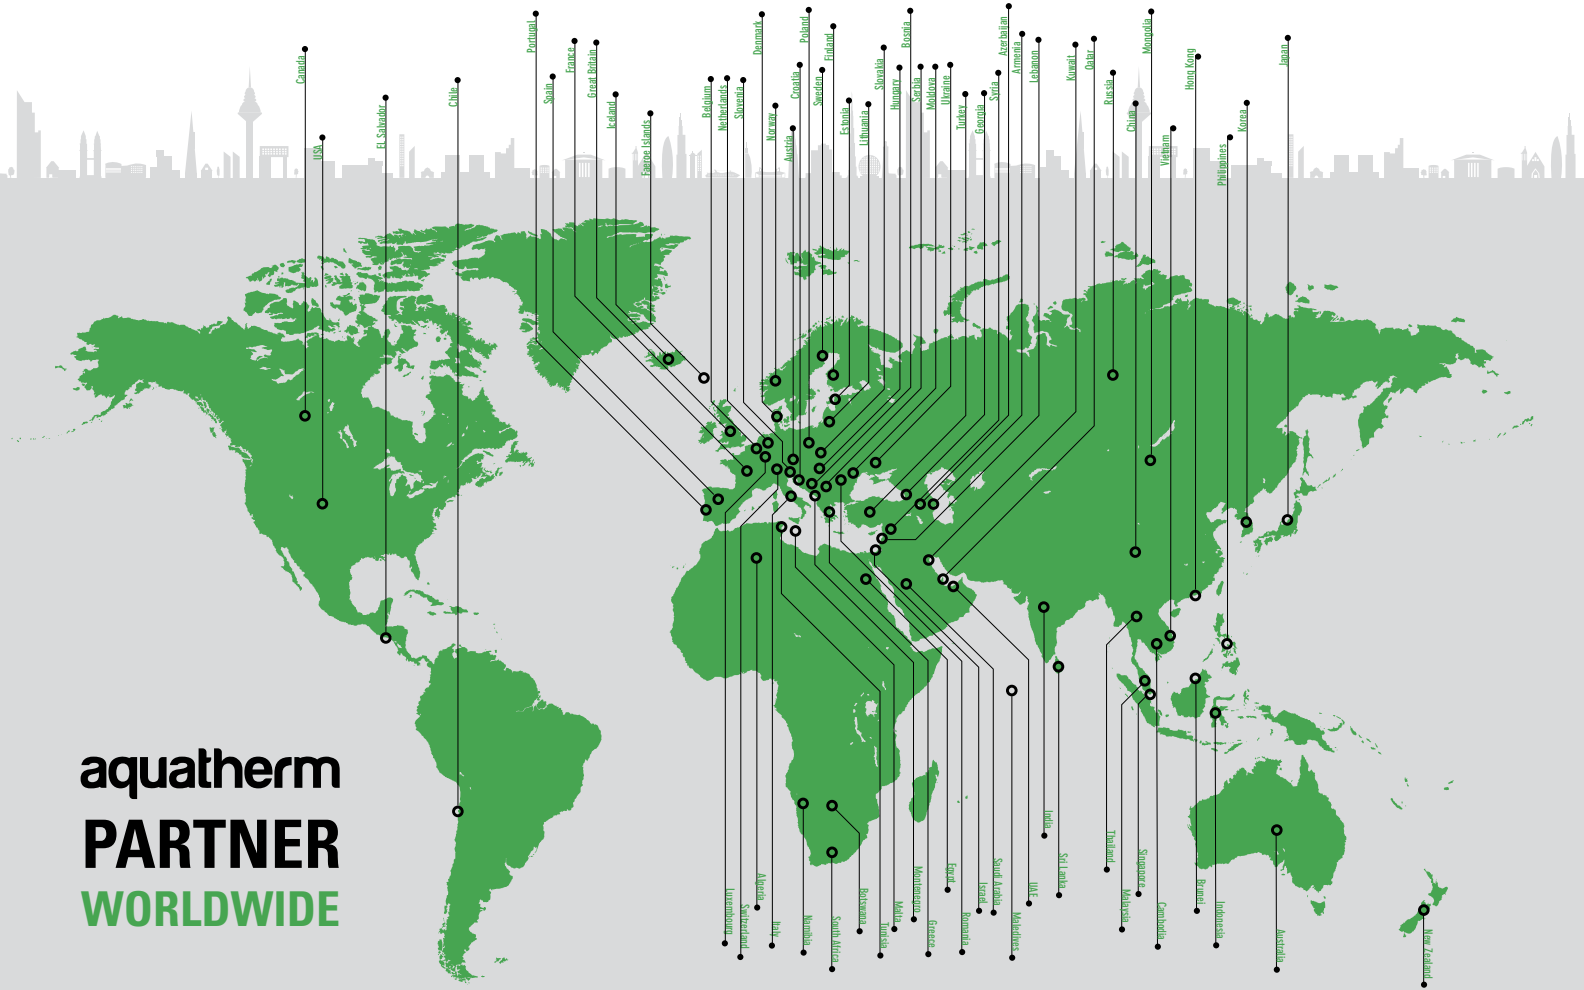 Canada
USA
EL Salvador
Chile
Portugal
Spain
France
Great Britain
Iceland
Faeroe Islands
Belgium
Netherlands
Slovenia
Denmark
Norway
Austria
Croatia
Poland
Sweden
Finland
Estonia
Lithuania
Slovakia
Hungary
Bosnia
Serbia
Moldova
Ukraine
Turkey
Georgia
Syria
Azerbaijan
Armenia
Lebanon
Kuwait
Qatar
Russia
China
Mongolia
Vietnam
Hong Kong
Philippines
Korea
Japan
aquatherm
PARTNER
WORLDWIDE
Luxembourg
Switzerland
Algeria
Italy
Namibia
South Africa
Botswana
Tunisia
Malta
Montenegro
Greece
Egypt
Romania
Israel
Saudi Arabia
Maledives
UAE
India
Sri Lanka
Thailand
Malaysia
Singapore
Cambodia
Brunei
Indonesia
Australia
New Zealand